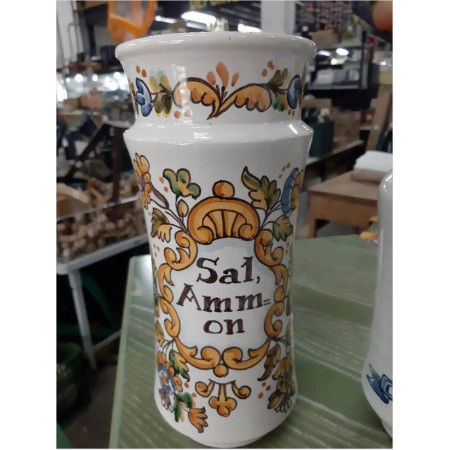 Sal,
Amm=
on